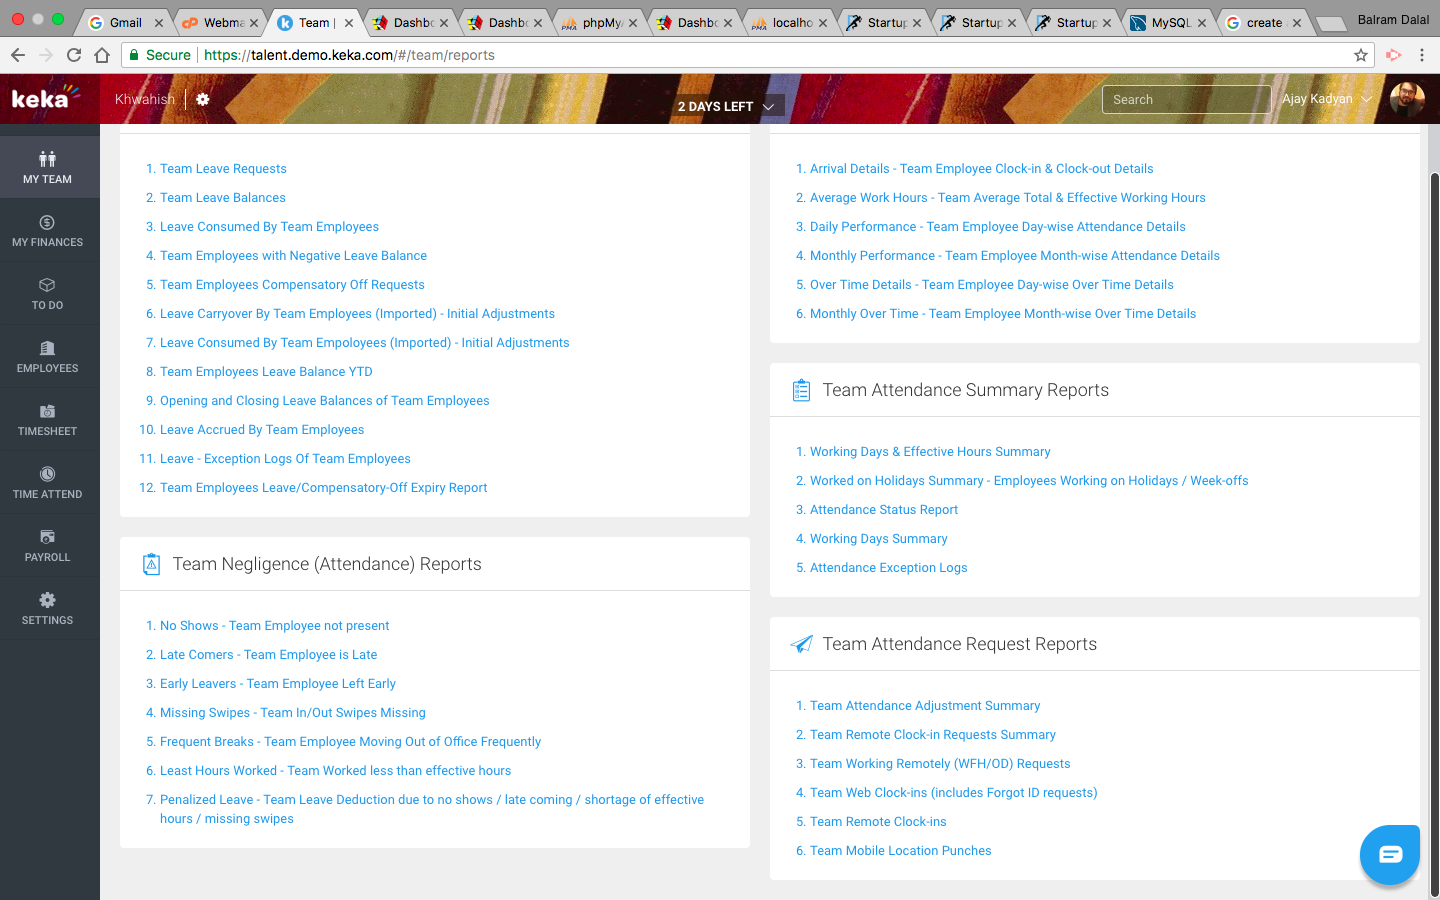 Gmail
Webma
Team |
Dashbo
Dashbo
phpMyA
Dashbo
localho
Startup
Startup
Startup
MySQL
create
Balram Dalal
Secure
https://talent.demo.keka.com/#/team/reports
keka
Khwahish
2 DAYS LEFT
Search
Ajay Kadyan
MY TEAM
MY FINANCES
TO DO
EMPLOYEES
TIMESHEET
TIME ATTEND
PAYROLL
SETTINGS
1. Team Leave Requests
2. Team Leave Balances
3. Leave Consumed By Team Employees
4. Team Employees with Negative Leave Balance
5. Team Employees Compensatory Off Requests
6. Leave Carryover By Team Employees (Imported) - Initial Adjustments
7. Leave Consumed By Team Empoloyees (Imported) - Initial Adjustments
8. Team Employees Leave Balance YTD
9. Opening and Closing Leave Balances of Team Employees
10. Leave Accrued By Team Employees
11. Leave - Exception Logs Of Team Employees
12. Team Employees Leave/Compensatory-Off Expiry Report
Team Negligence (Attendance) Reports
1. No Shows - Team Employee not present
2. Late Comers - Team Employee is Late
3. Early Leavers - Team Employee Left Early
4. Missing Swipes - Team In/Out Swipes Missing
5. Frequent Breaks - Team Employee Moving Out of Office Frequently
6. Least Hours Worked - Team Worked less than effective hours
7. Penalized Leave - Team Leave Deduction due to no shows / late coming / shortage of effective
hours / missing swipes
1. Arrival Details - Team Employee Clock-in & Clock-out Details
2. Average Work Hours - Team Average Total & Effective Working Hours
3. Daily Performance - Team Employee Day-wise Attendance Details
4. Monthly Performance - Team Employee Month-wise Attendance Details
5. Over Time Details - Team Employee Day-wise Over Time Details
6. Monthly Over Time - Team Employee Month-wise Over Time Details
Team Attendance Summary Reports
1. Working Days & Effective Hours Summary
2. Worked on Holidays Summary - Employees Working on Holidays / Week-offs
3. Attendance Status Report
4. Working Days Summary
5. Attendance Exception Logs
Team Attendance Request Reports
1. Team Attendance Adjustment Summary
2. Team Remote Clock-in Requests Summary
3. Team Working Remotely (WFH/OD) Requests
4. Team Web Clock-ins (includes Forgot ID requests)
5. Team Remote Clock-ins
6. Team Mobile Location Punches